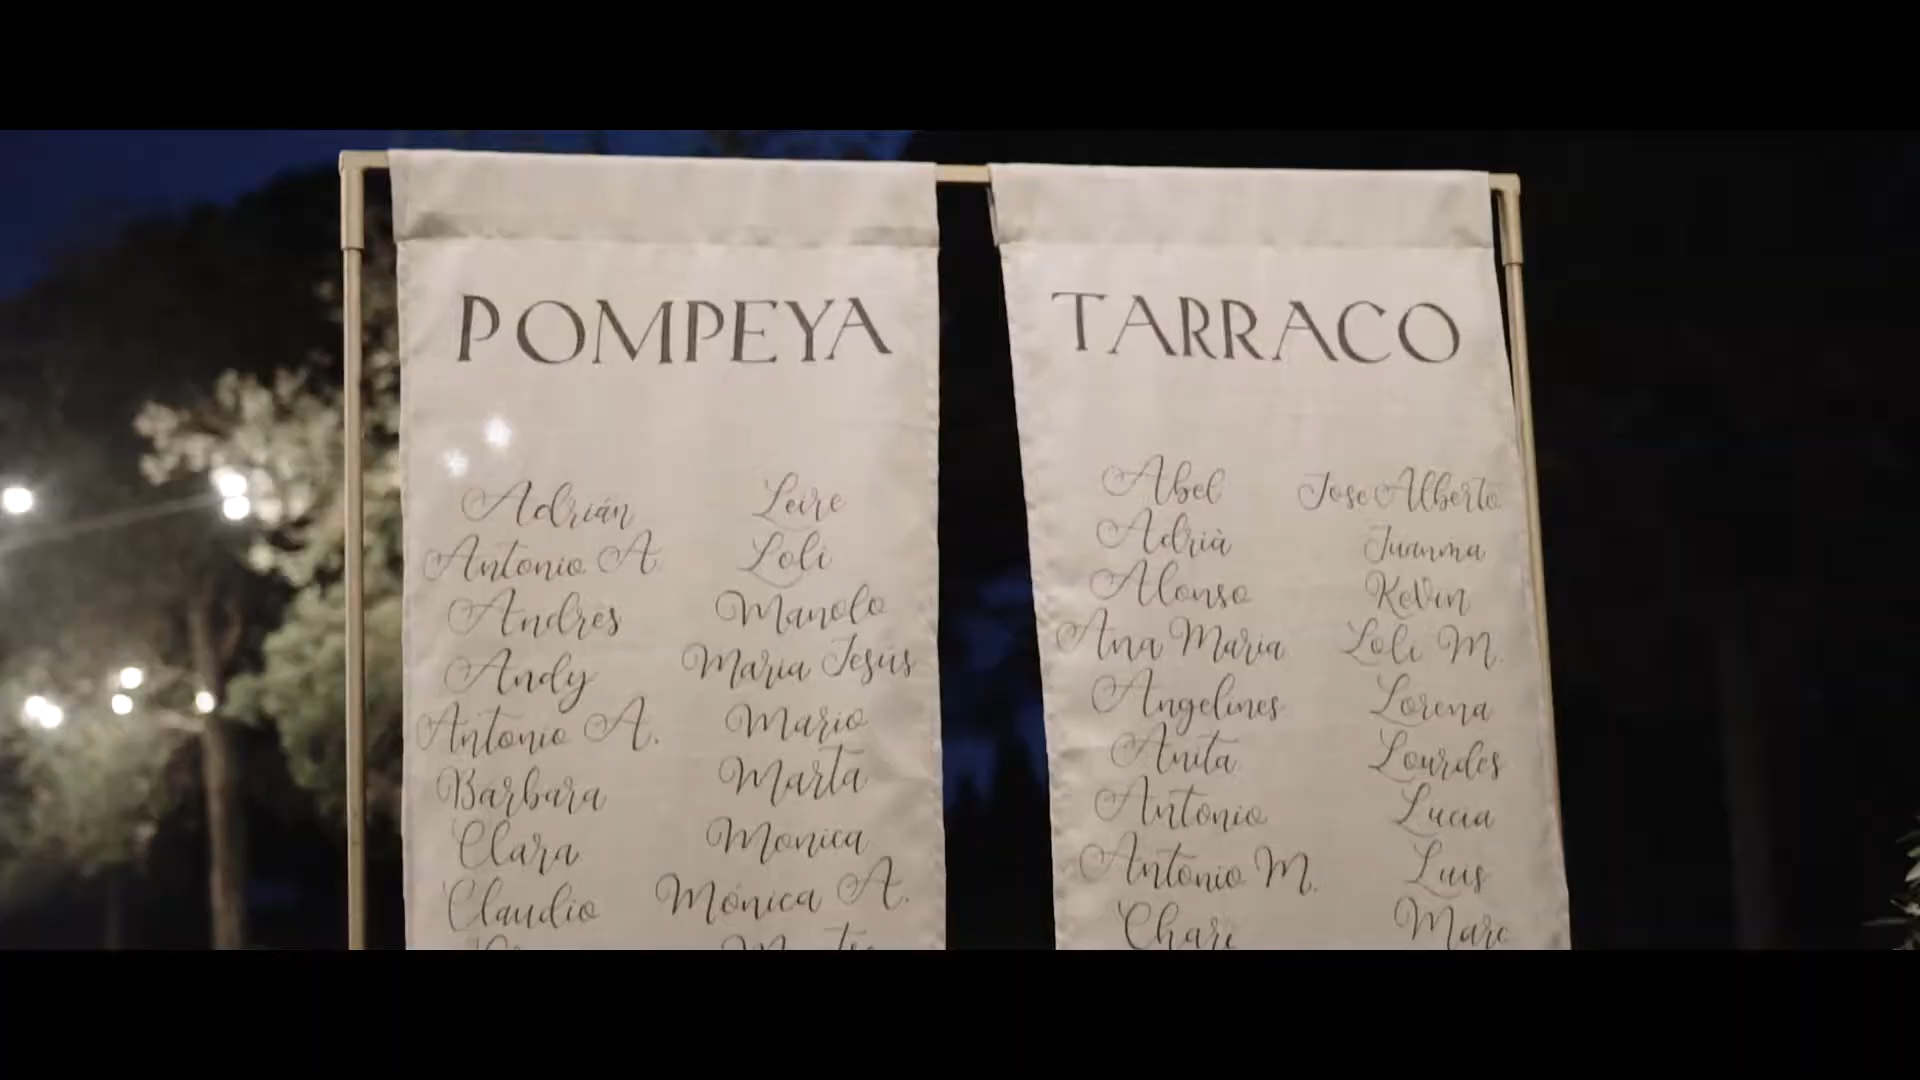 POMPEYA
Adrián Leire
Antonio A. Loli
Andres Manolo
Andy Maria Jesús
Antonio A. Mario
Barbara Marta
Clara Monica
Claudio Mónica A.
TARRACO
Abel Jose Alberto
Adrià Juanma
Alonso Kevin
Ana Maria Loli M.
Angelines Lorena
Anita Lourdes
Antonio Lucia
Antonio M. Luis
Chari Marc